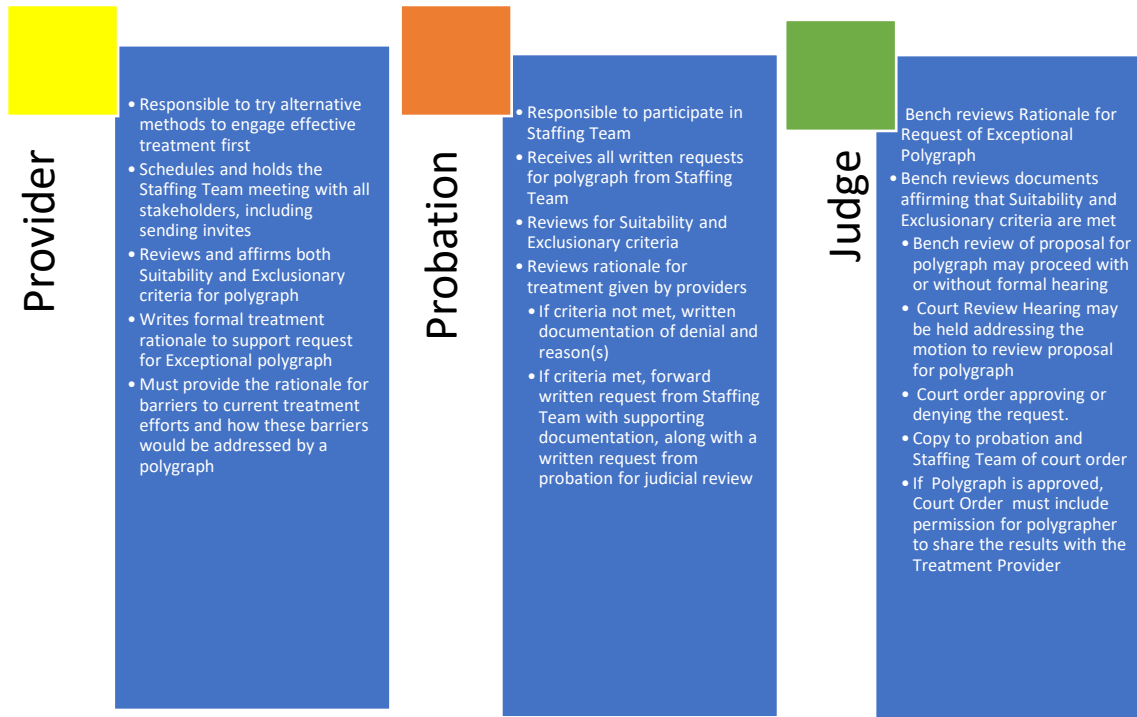 Provider
• Responsible to try alternative
methods to engage effective
treatment first
• Schedules and holds the
Staffing Team meeting with all
stakeholders, including
sending invites
• Reviews and affirms both
Suitability and Exclusionary
criteria for polygraph
• Writes formal treatment
rationale to support request
for Exceptional polygraph
• Must provide the rationale for
barriers to current treatment
efforts and how these barriers
would be addressed by a
polygraph
Probation
• Responsible to participate in
Staffing Team
• Receives all written requests
for polygraph from Staffing
Team
• Reviews for Suitability and
Exclusionary criteria
• Reviews rationale for
treatment given by providers
• If criteria not met, written
documentation of denial and
reason(s)
• If criteria met, forward
written request from Staffing
Team with supporting
documentation, along with a
written request from
probation for judicial review
Judge
Bench reviews Rationale for
Request of Exceptional
Polygraph
• Bench reviews documents
affirming that Suitability and
Exclusionary criteria are met
• Bench review of proposal for
polygraph may proceed with
or without formal hearing
• Court Review Hearing may
be held addressing the
motion to review proposal
for polygraph
• Court order approving or
denying the request.
• Copy to probation and
Staffing Team of court order
• If Polygraph is approved,
Court Order must include
permission for polygrapher
to share the results with the
Treatment Provider